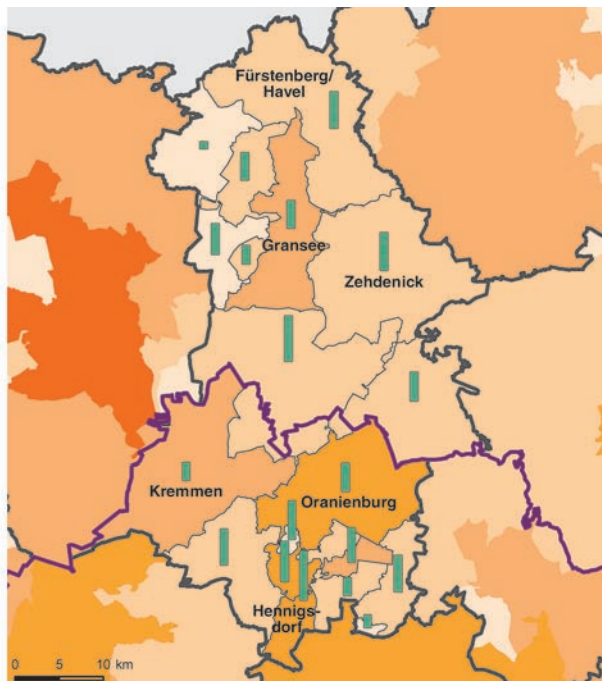 Fürstenberg/
Havel
Gransee
Zehdenick
Kremmen
Oranienburg
Hennigs-
dorf
0 5 10 km